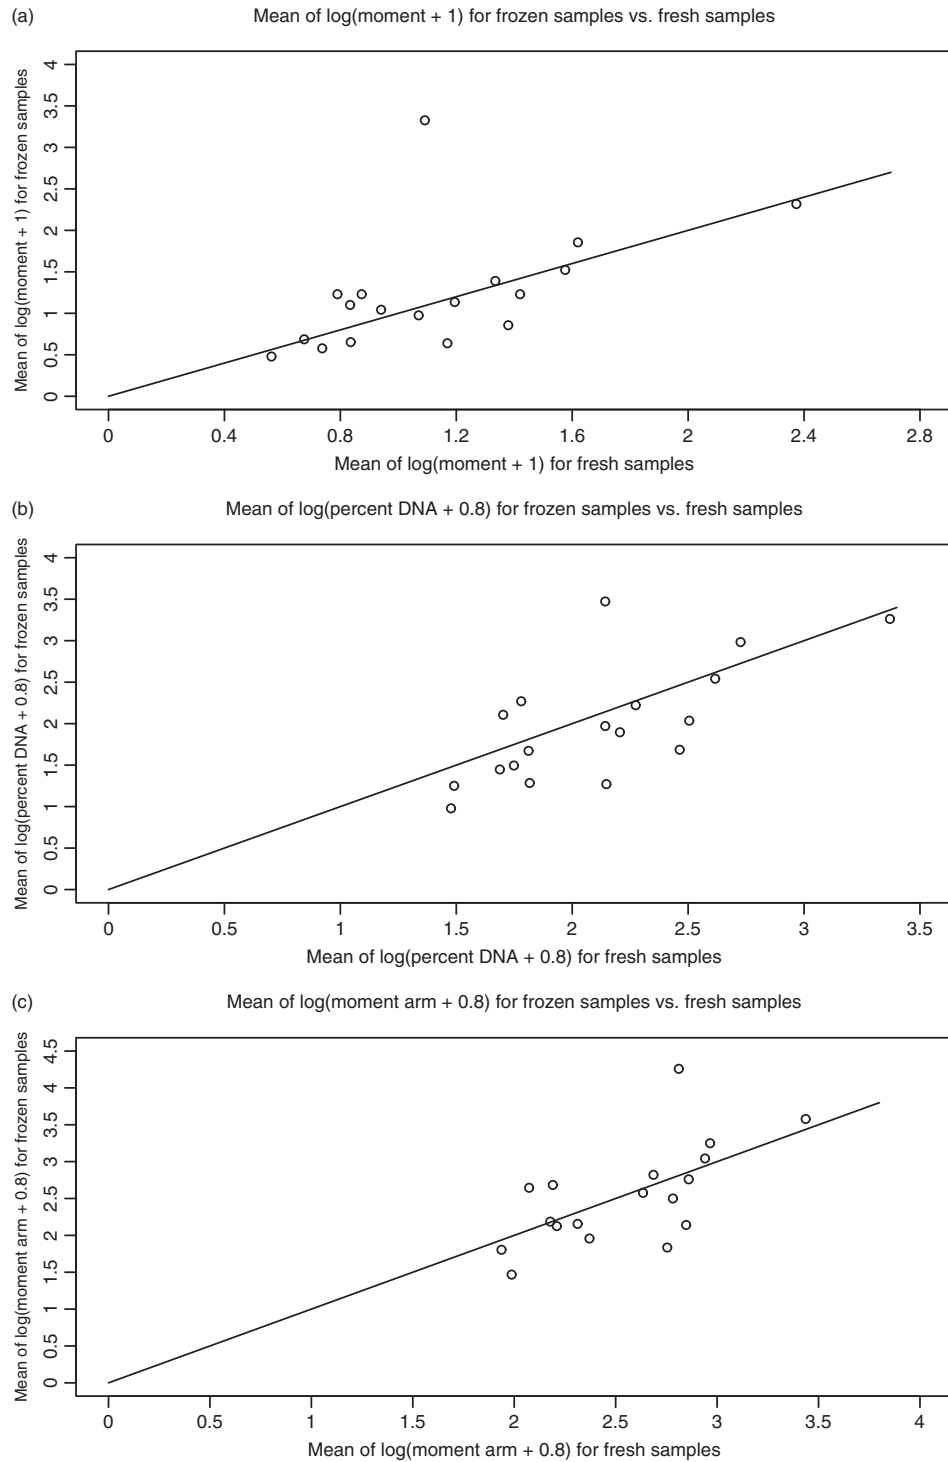 (a)
Mean of log(moment + 1) for frozen samples vs. fresh samples
Mean of log(moment + 1) for frozen samples
4
3.5
3
2.5
2
1.5
1
0.5
0
0 0.4 0.8 1.2 1.6 2 2.4 2.8
Mean of log(moment + 1) for fresh samples
(b)
Mean of log(percent DNA + 0.8) for frozen samples vs. fresh samples
Mean of log(percent DNA + 0.8) for frozen samples
4
3.5
3
2.5
2
1.5
1
0.5
0
0 0.5 1 1.5 2 2.5 3 3.5
Mean of log(percent DNA + 0.8) for fresh samples
(c)
Mean of log(moment arm + 0.8) for frozen samples vs. fresh samples
Mean of log(moment arm + 0.8) for frozen samples
4.5
4
3.5
3
2.5
2
1.5
1
0.5
0
0 0.5 1 1.5 2 2.5 3 3.5 4
Mean of log(moment arm + 0.8) for fresh samples